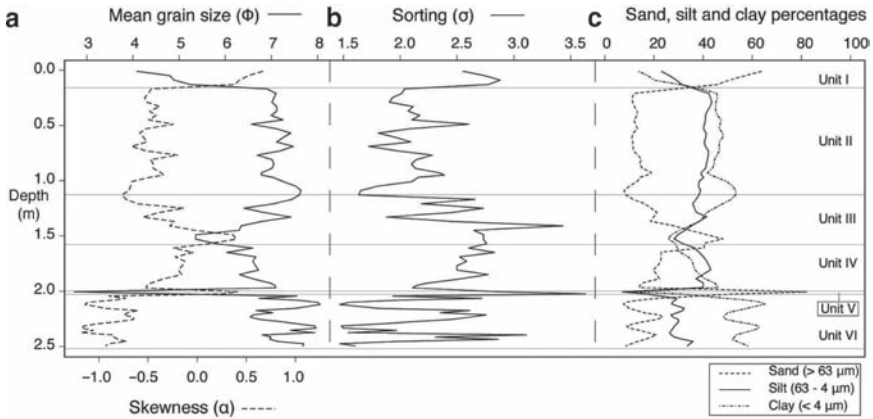 a Mean grain size (Φ) b Sorting (σ) c Sand, silt and clay percentages
3 4 5 6 7 8 1.5 2.0 2.5 3.0 3.5 0 20 40 60 80 100
0.0
Unit I
0.5
Unit II
1.0
Depth
(m)
Unit III
1.5
Unit IV
2.0
Unit V
Unit VI
2.5
−1.0 −0.5 0.0 0.5 1.0
Skewness (α)
Sand (> 63 µm)
Silt (63 - 4 µm)
Clay (< 4 µm)